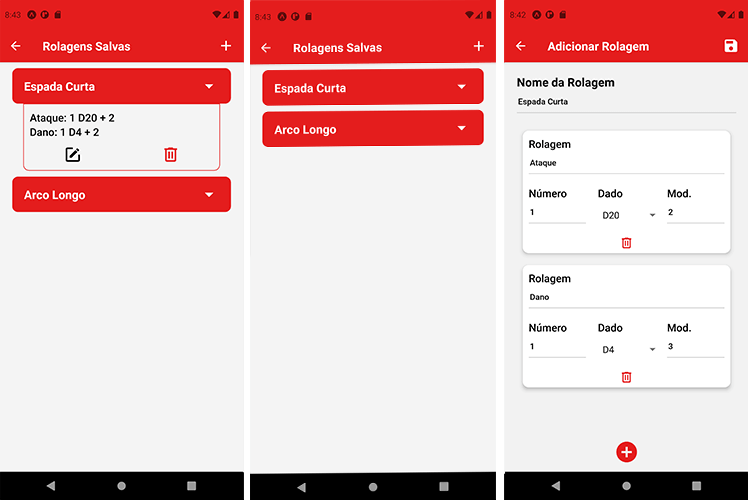 8:43
Rolagens Salvas
Espada Curta
Ataque: 1 D20 + 2
Dano: 1 D4 + 2
Arco Longo
8:43
Rolagens Salvas
Espada Curta
Arco Longo
8:42
Adicionar Rolagem
Nome da Rolagem
Espada Curta
Rolagem
Ataque
Número Dado Mod.
1 D20 2
Rolagem
Dano
Número Dado Mod.
1 D4 3